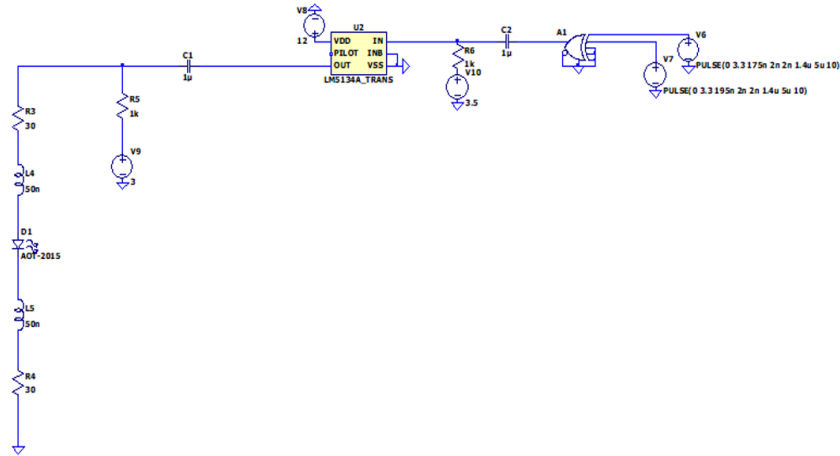 V8
12
U2
VDD
IN
PILOT
INB
OUT
VSS
LM5134A_TRANS
C1
1µ
C2
1µ
A1
R6
1k
V10
3.5
V6
PULSE(0 3.3 175n 2n 2n 1.4u 5u 10)
V7
PULSE(0 3.3 195n 2n 2n 1.4u 5u 10)
R5
1k
V9
3
R3
30
L4
50n
D1
AOT-2015
L5
50n
R4
30